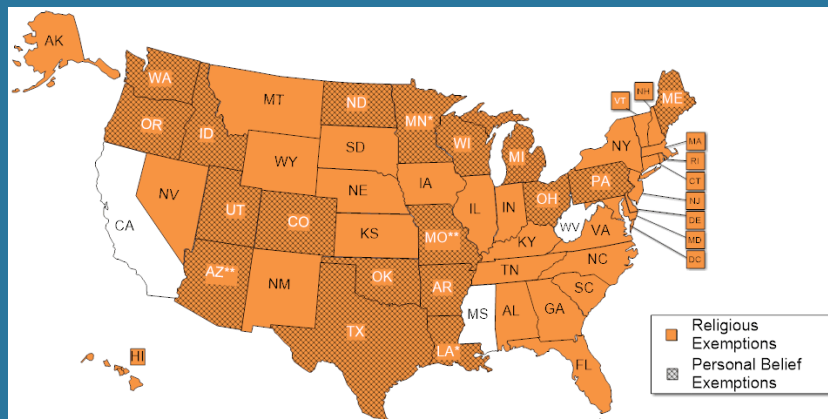 AK
WA
MT
ND
MN*
VT
NH
ME
OR
ID
SD
WI
MI
NY
MA
RI
WY
CT
NV
NE
IA
PA
NJ
CA
UT
CO
IL
IN
OH
DE
WV
VA
MD
KS
MO**
KY
DC
AZ**
NM
OK
AR
TN
NC
SC
MS
AL
GA
TX
LA*
FL
HI
Religious
Exemptions
Personal Belief
Exemptions